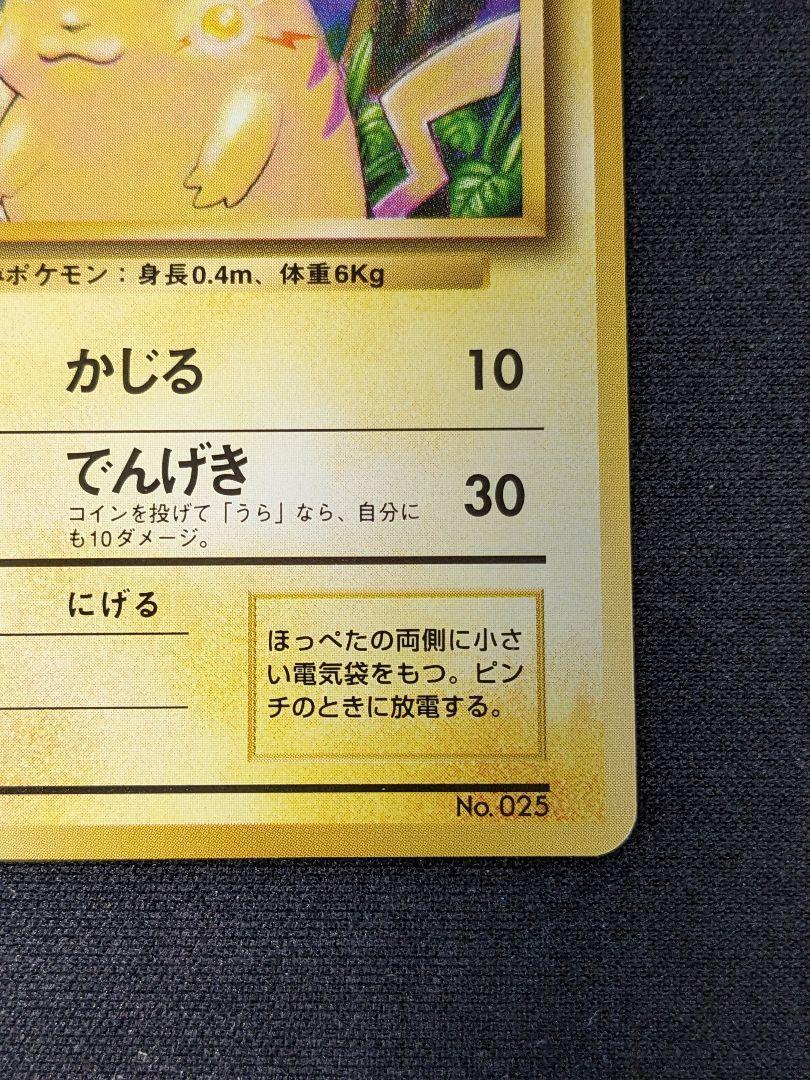 ポケモン：身長0.4m、体重6Kg
かじる 10
でんげき 30
コインを投げて「うら」なら、自分に
も10ダメージ。
にげる
ほっぺたの両側に小さ
い電気袋をもつ。ピン
チのときに放電する。
No. 025